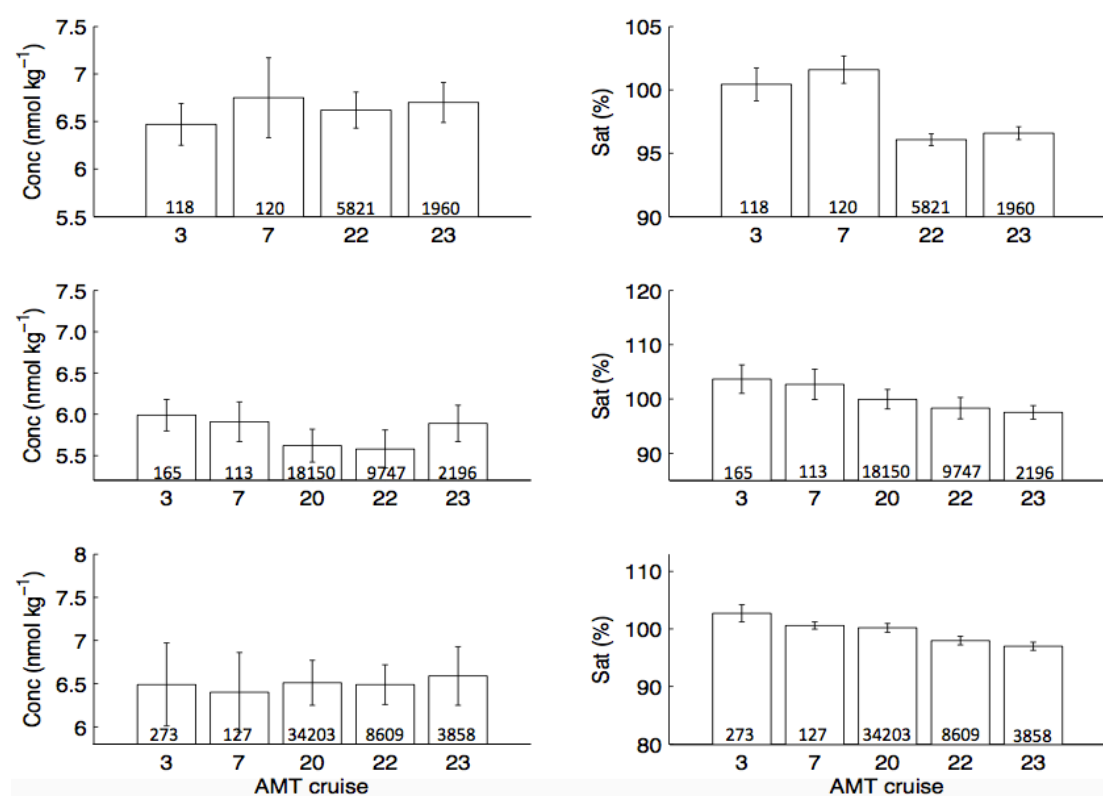 7.5
7
6.5
6
5.5
Conc (nmol kg⁻¹)
118 120 5821 1960
3 7 22 23
105
100
95
90
Sat (%)
118 120 5821 1960
3 7 22 23
7.5
7.0
6.5
6.0
5.5
Conc (nmol kg⁻¹)
165 113 18150 9747 2196
3 7 20 22 23
120
110
100
90
Sat (%)
165 113 18150 9747 2196
3 7 20 22 23
8
7.5
7
6.5
6
Conc (nmol kg⁻¹)
273 127 34203 8609 3858
3 7 20 22 23
AMT cruise
110
100
90
80
Sat (%)
273 127 34203 8609 3858
3 7 20 22 23
AMT cruise